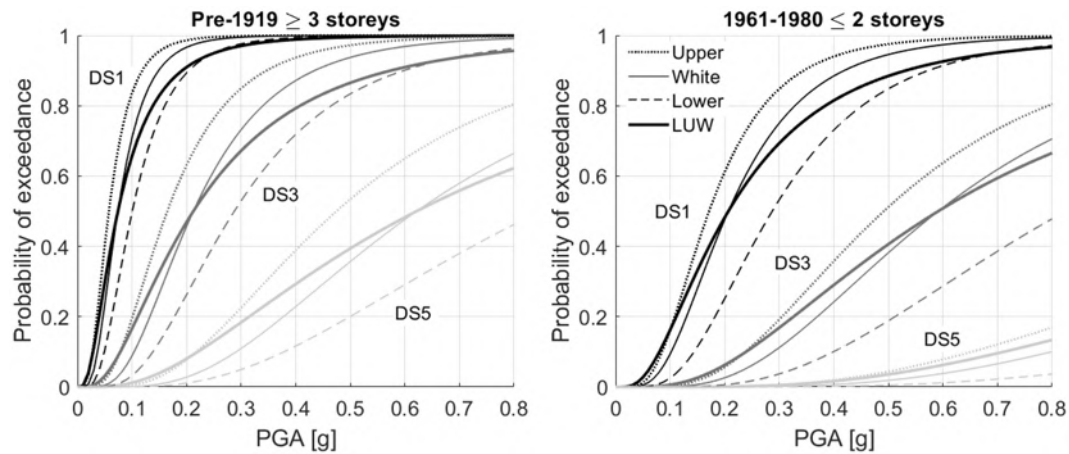 Pre-1919 ≥ 3 storeys
Probability of exceedance
1
0.8
0.6
0.4
0.2
0
DS1
DS3
DS5
0 0.1 0.2 0.3 0.4 0.5 0.6 0.7 0.8
PGA [g]
1961-1980 ≤ 2 storeys
Probability of exceedance
1
0.8
0.6
0.4
0.2
0
Upper
White
Lower
LUW
DS1
DS3
DS5
0 0.1 0.2 0.3 0.4 0.5 0.6 0.7 0.8
PGA [g]